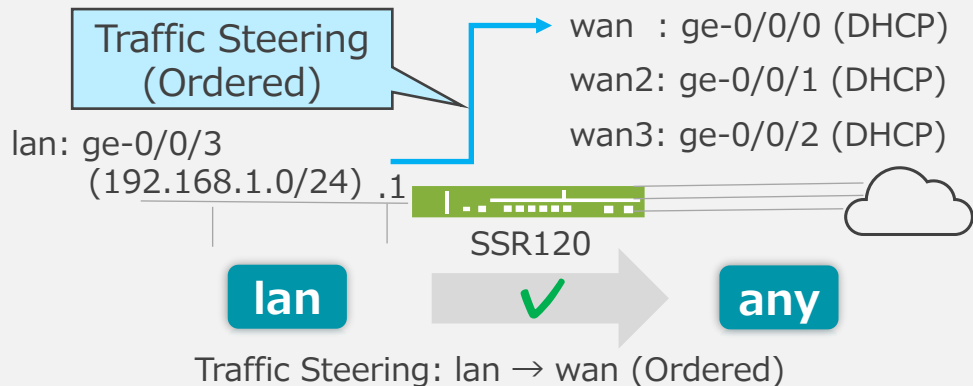 Traffic Steering
(Ordered)
wan : ge-0/0/0 (DHCP)
wan2: ge-0/0/1 (DHCP)
wan3: ge-0/0/2 (DHCP)
lan: ge-0/0/3
(192.168.1.0/24) .1
SSR120
lan
any
Traffic Steering: lan → wan (Ordered)